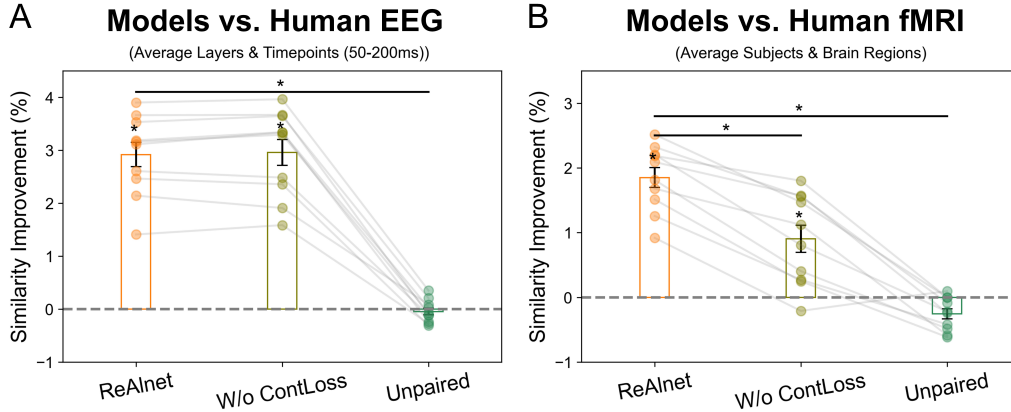 A
Models vs. Human EEG
(Average Layers & Timepoints (50-200ms))
Similarity Improvement (%)
4
3
2
1
0
−1
*
*
*
ReAlnet
W/o ContLoss
Unpaired
B
Models vs. Human fMRI
(Average Subjects & Brain Regions)
Similarity Improvement (%)
3
2
1
0
−1
*
*
*
*
ReAlnet
W/o ContLoss
Unpaired